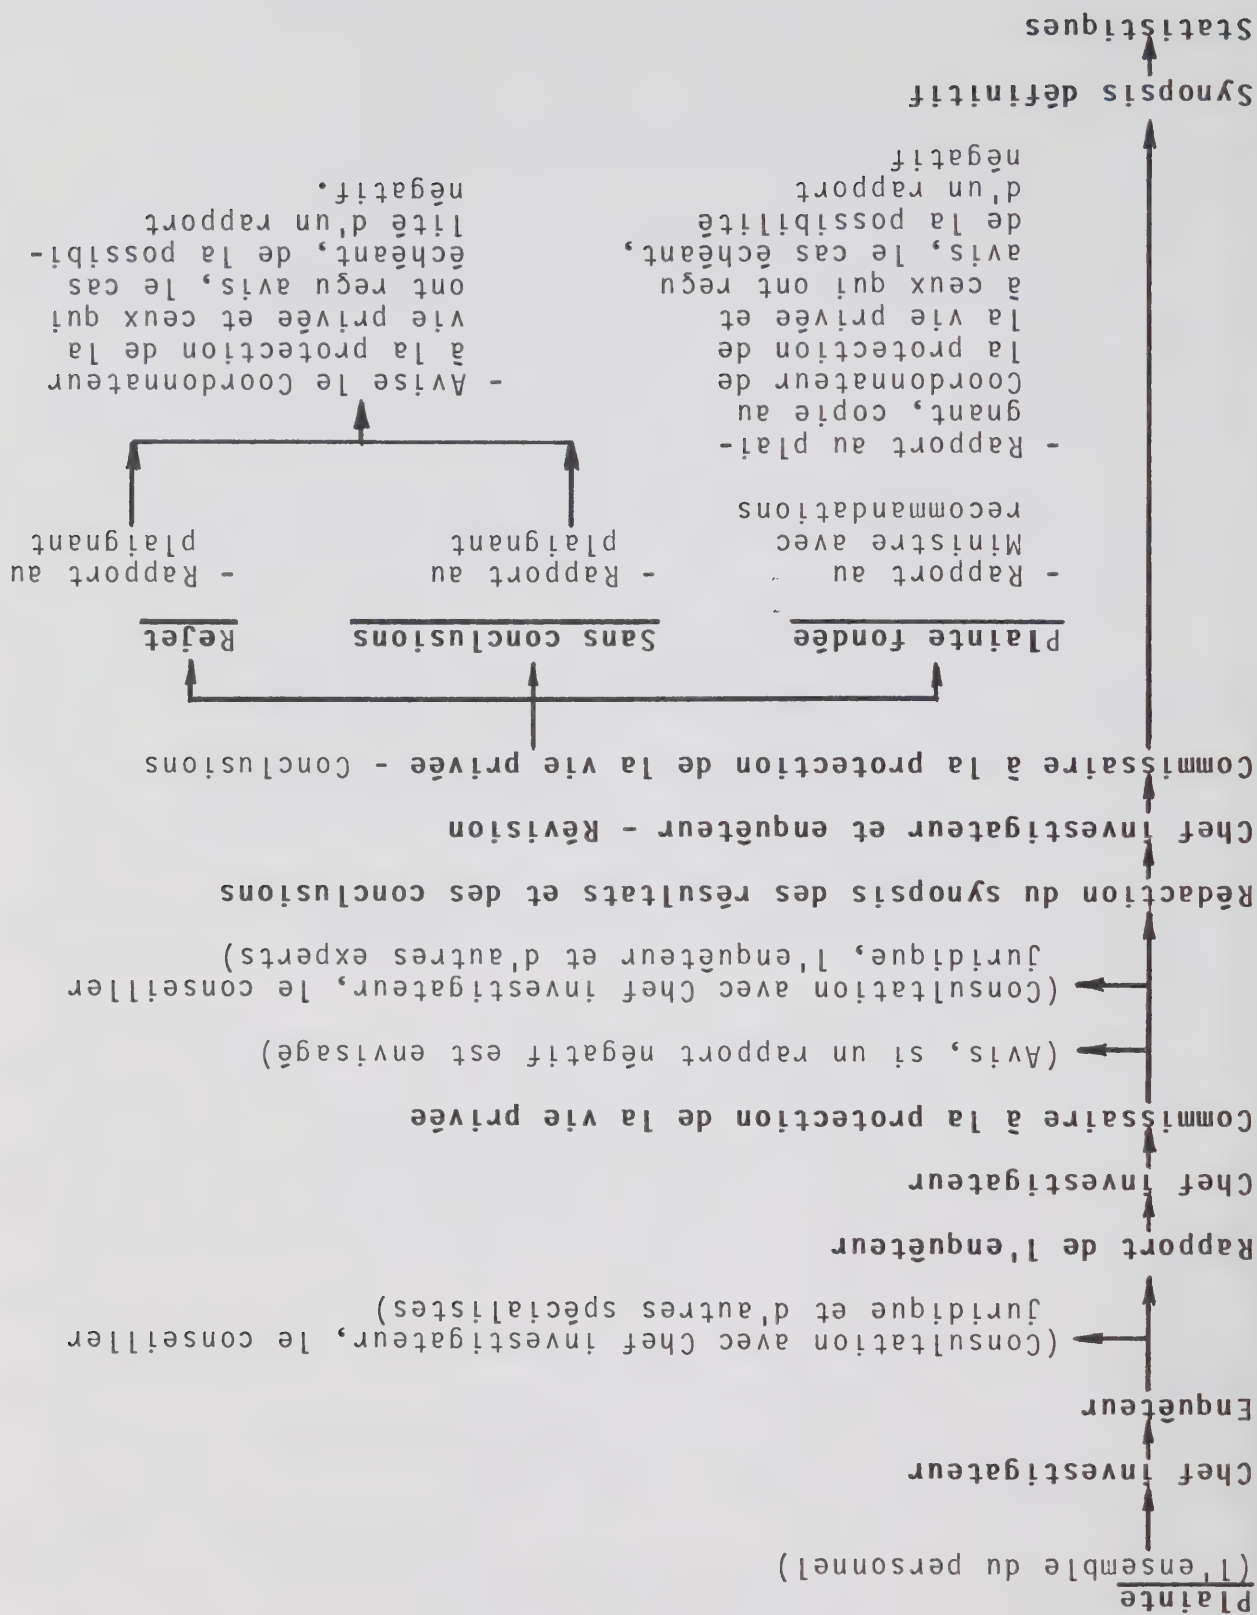 Plainte
(l'ensemble du personnel)
Chef investigateur
Enquêteur
(Consultation avec Chef investigateur, le conseiller
juridique et d'autres spécialistes)
Rapport de l'enquêteur
Chef investigateur
Commissaire à la protection de la vie privée
(Avis, si un rapport négatif est envisagé)
(Consultation avec Chef investigateur, le conseiller
juridique, l'enquêteur et d'autres experts)
Rédaction du synopsis des résultats et des conclusions
Chef investigateur et enquêteur - Révision
Commissaire à la protection de la vie privée - Conclusions
Plainte fondée
- Rapport au
Ministre avec
recommandations
- Rapport au plai-
gnant, copie au
Coordonnateur de
la protection de
la vie privée et
à ceux qui ont reçu
avis, le cas échéant,
de la possibilité
d'un rapport
négatif
Sans conclusions
- Rapport au
plaignant
Rejet
- Rapport au
plaignant
- Avise le Coordonnateur
à la protection de la
vie privée et ceux qui
ont reçu avis, le cas
échéant, de la possibi-
lité d'un rapport
négatif.
Synopsis définitif
Statistiques